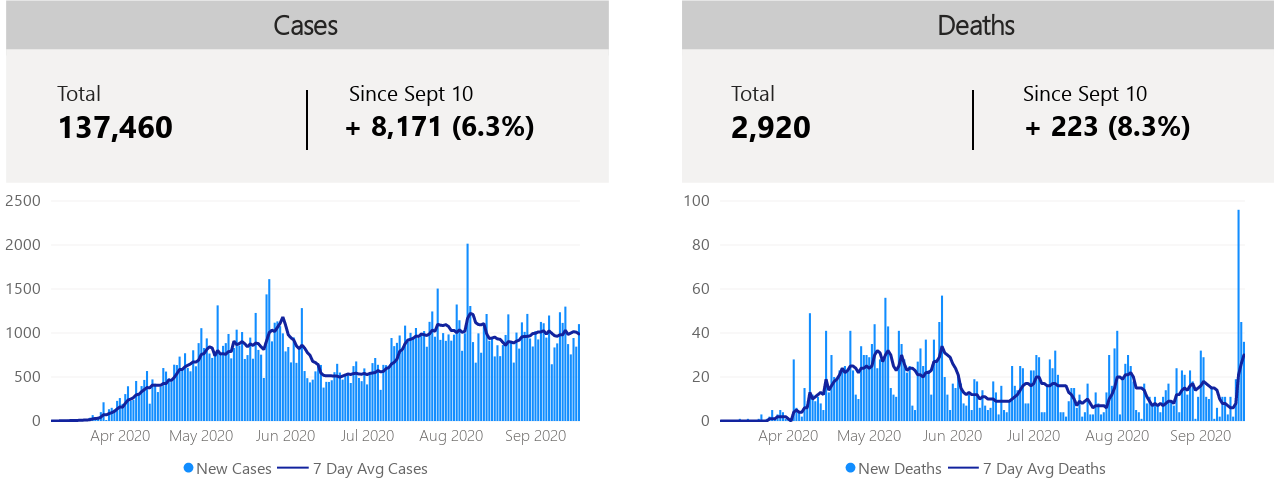 Cases
Total
Since Sept 10
137,460
+ 8,171 (6.3%)
2500
2000
1500
1000
500
0
Apr 2020 May 2020 Jun 2020 Jul 2020 Aug 2020 Sep 2020
New Cases 7 Day Avg Cases
Deaths
Total
Since Sept 10
2,920
+ 223 (8.3%)
100
80
60
40
20
0
Apr 2020 May 2020 Jun 2020 Jul 2020 Aug 2020 Sep 2020
New Deaths 7 Day Avg Deaths